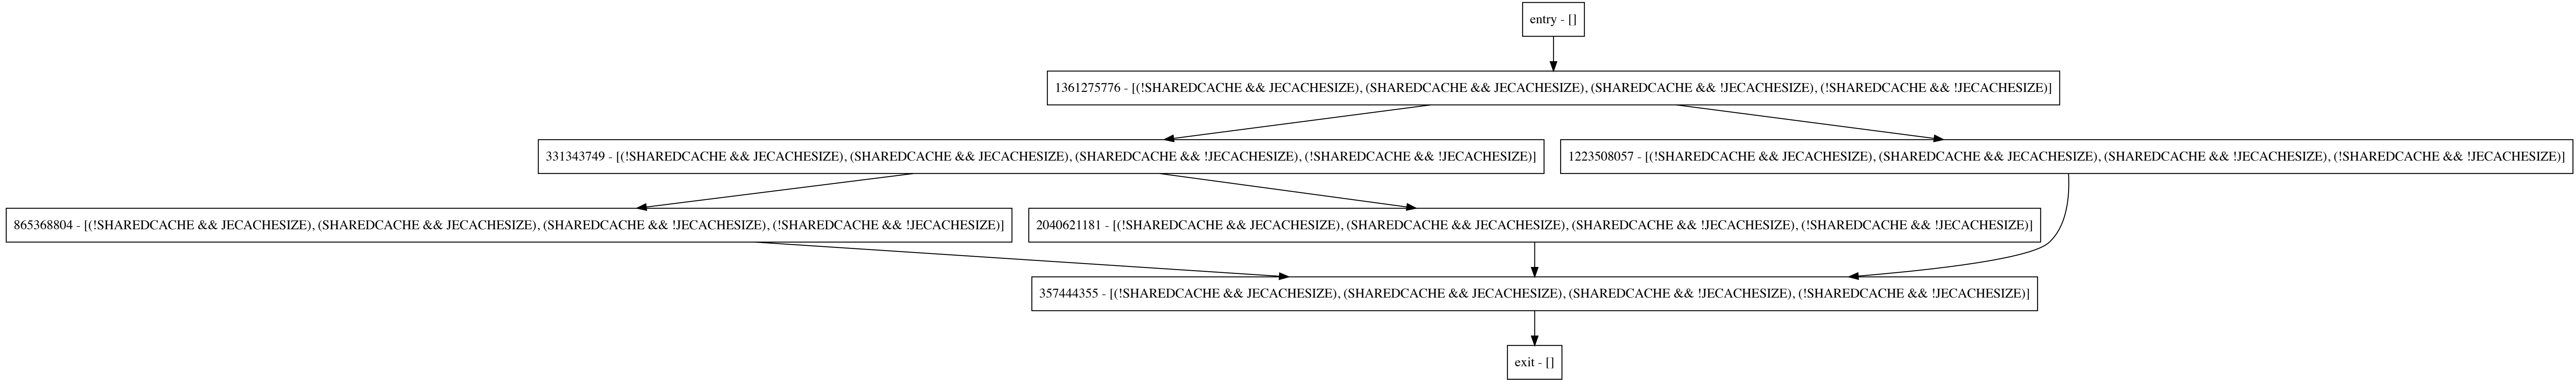 entry - []
1361275776 - [(!SHAREDCACHE && JECACHESIZE), (SHAREDCACHE && JECACHESIZE), (SHAREDCACHE && !JECACHESIZE), (!SHAREDCACHE && !JECACHESIZE)]
331343749 - [(!SHAREDCACHE && JECACHESIZE), (SHAREDCACHE && JECACHESIZE), (SHAREDCACHE && !JECACHESIZE), (!SHAREDCACHE && !JECACHESIZE)]
1223508057 - [(!SHAREDCACHE && JECACHESIZE), (SHAREDCACHE && JECACHESIZE), (SHAREDCACHE && !JECACHESIZE), (!SHAREDCACHE && !JECACHESIZE)]
865368804 - [(!SHAREDCACHE && JECACHESIZE), (SHAREDCACHE && JECACHESIZE), (SHAREDCACHE && !JECACHESIZE), (!SHAREDCACHE && !JECACHESIZE)]
2040621181 - [(!SHAREDCACHE && JECACHESIZE), (SHAREDCACHE && JECACHESIZE), (SHAREDCACHE && !JECACHESIZE), (!SHAREDCACHE && !JECACHESIZE)]
357444355 - [(!SHAREDCACHE && JECACHESIZE), (SHAREDCACHE && JECACHESIZE), (SHAREDCACHE && !JECACHESIZE), (!SHAREDCACHE && !JECACHESIZE)]
exit - []